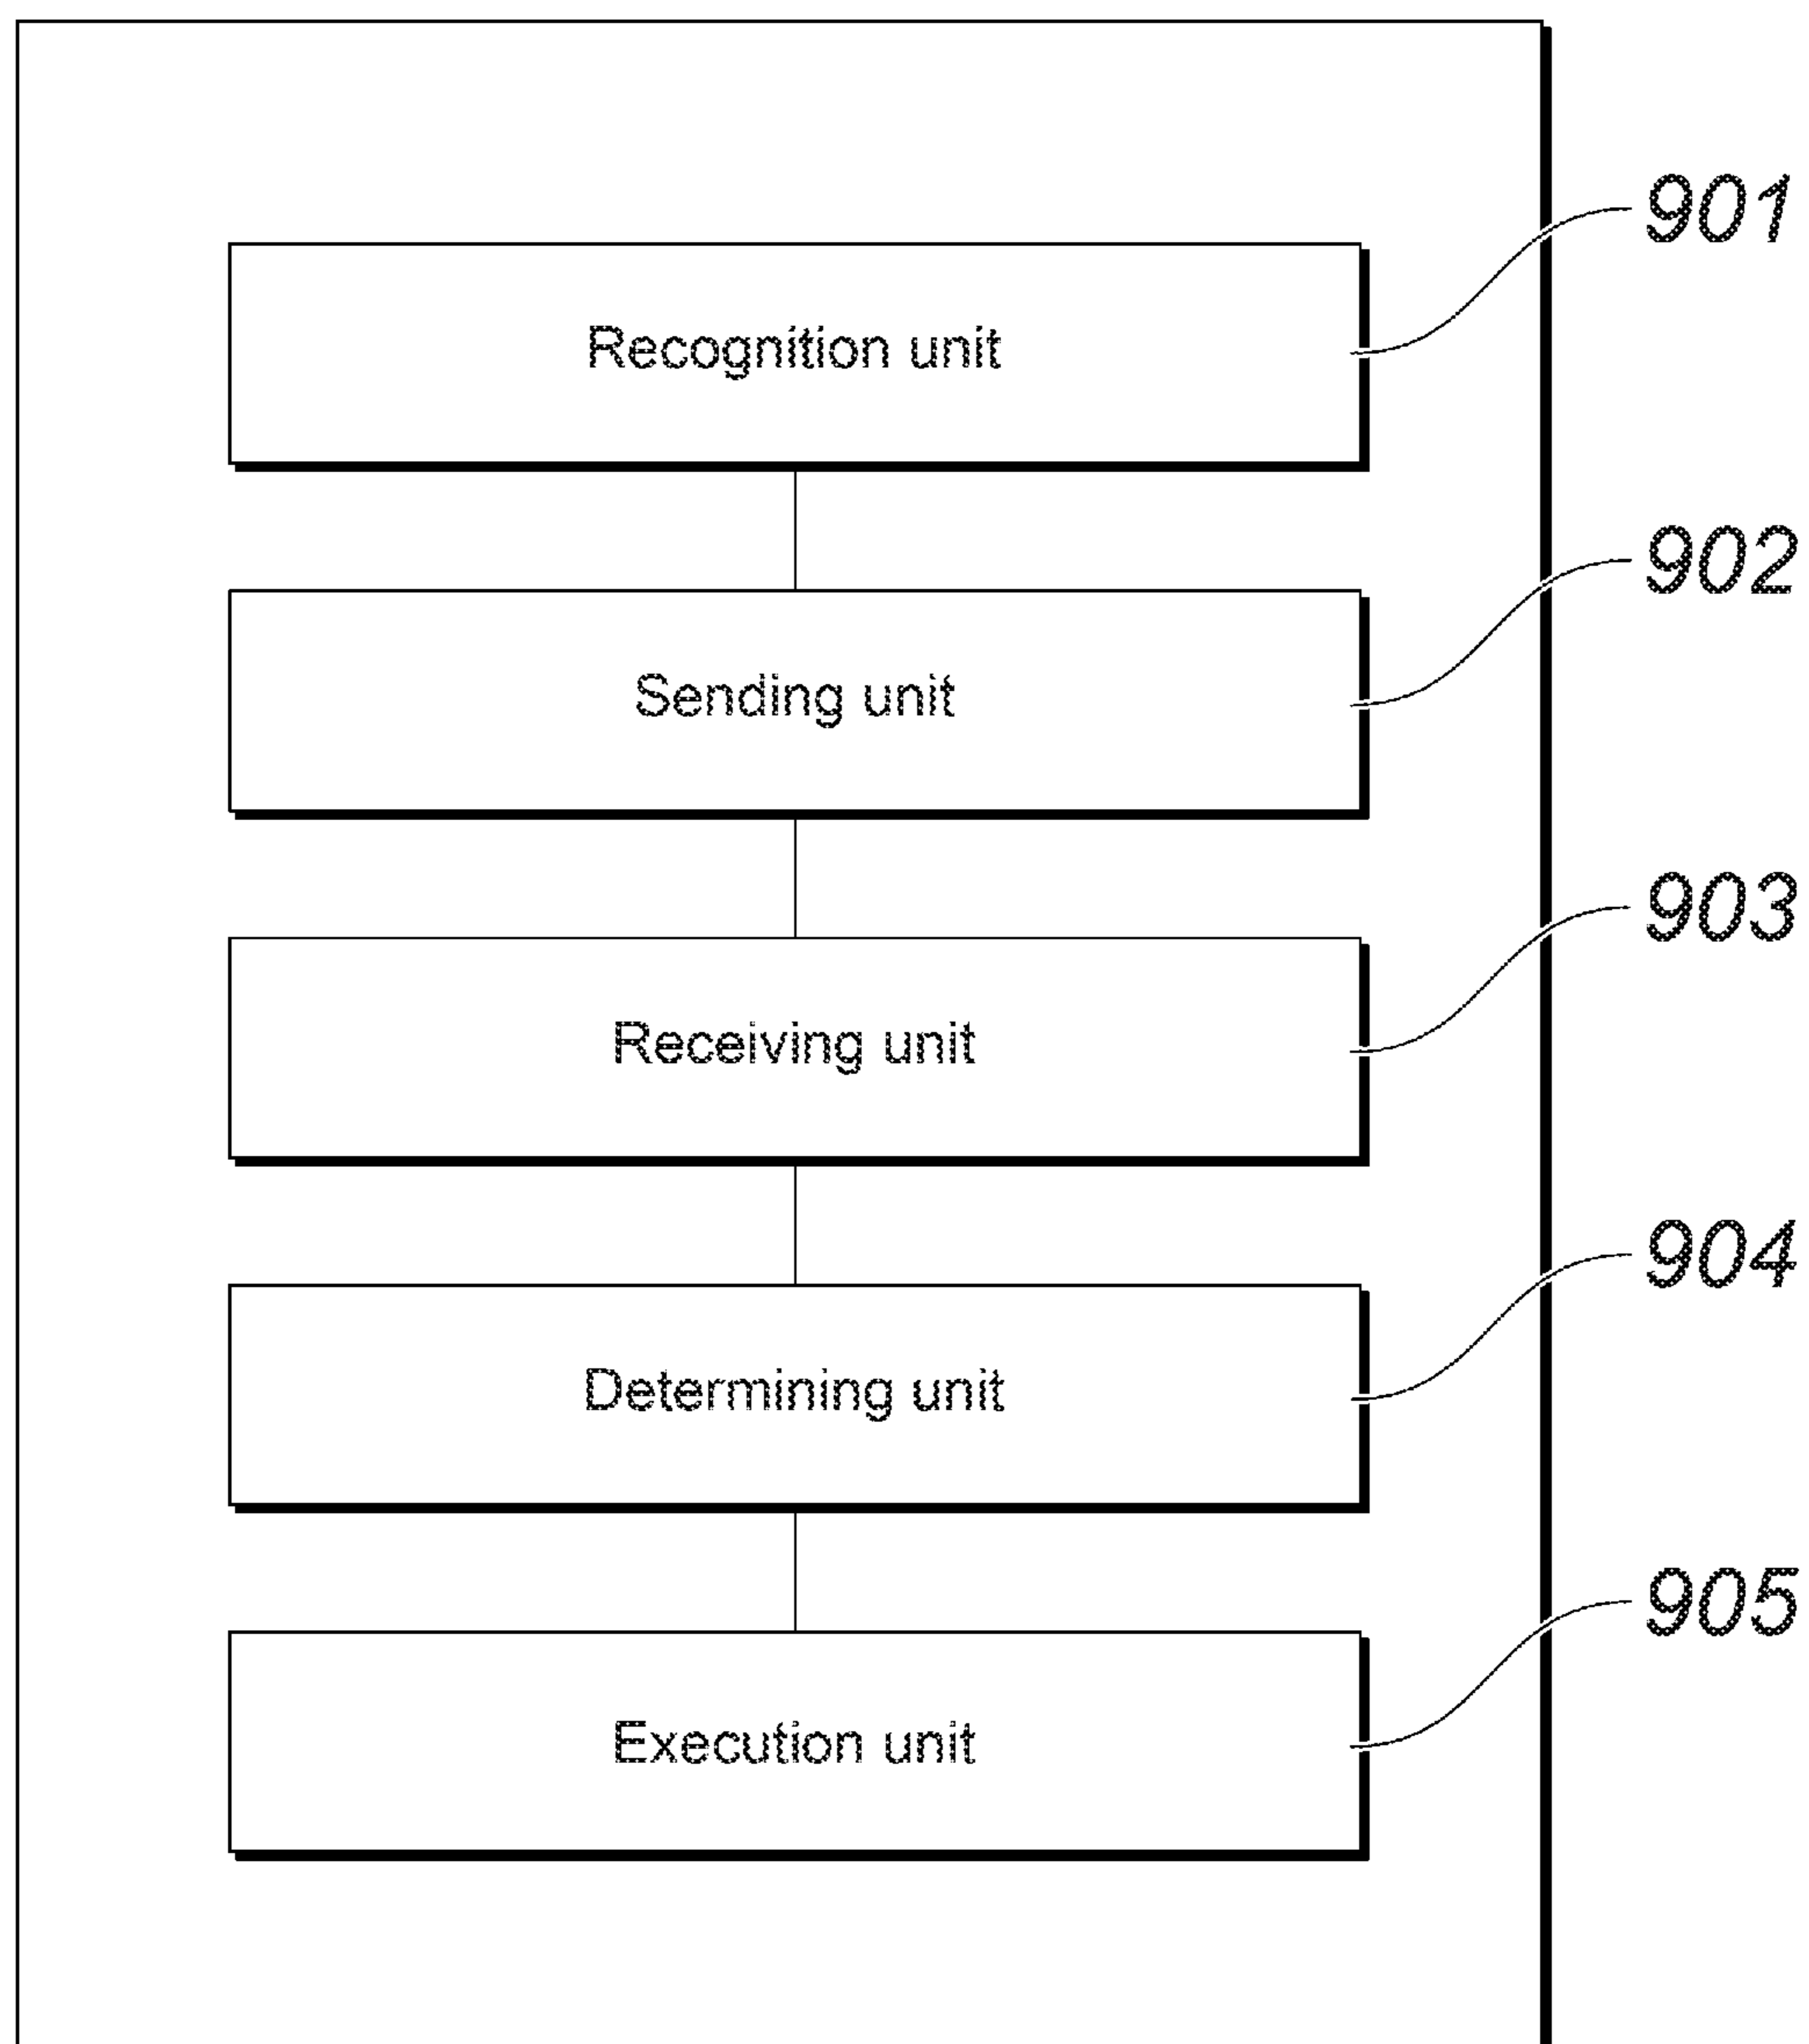 901
Recognition unit
902
Sending unit
903
Receiving unit
904
Determining unit
905
Execution unit